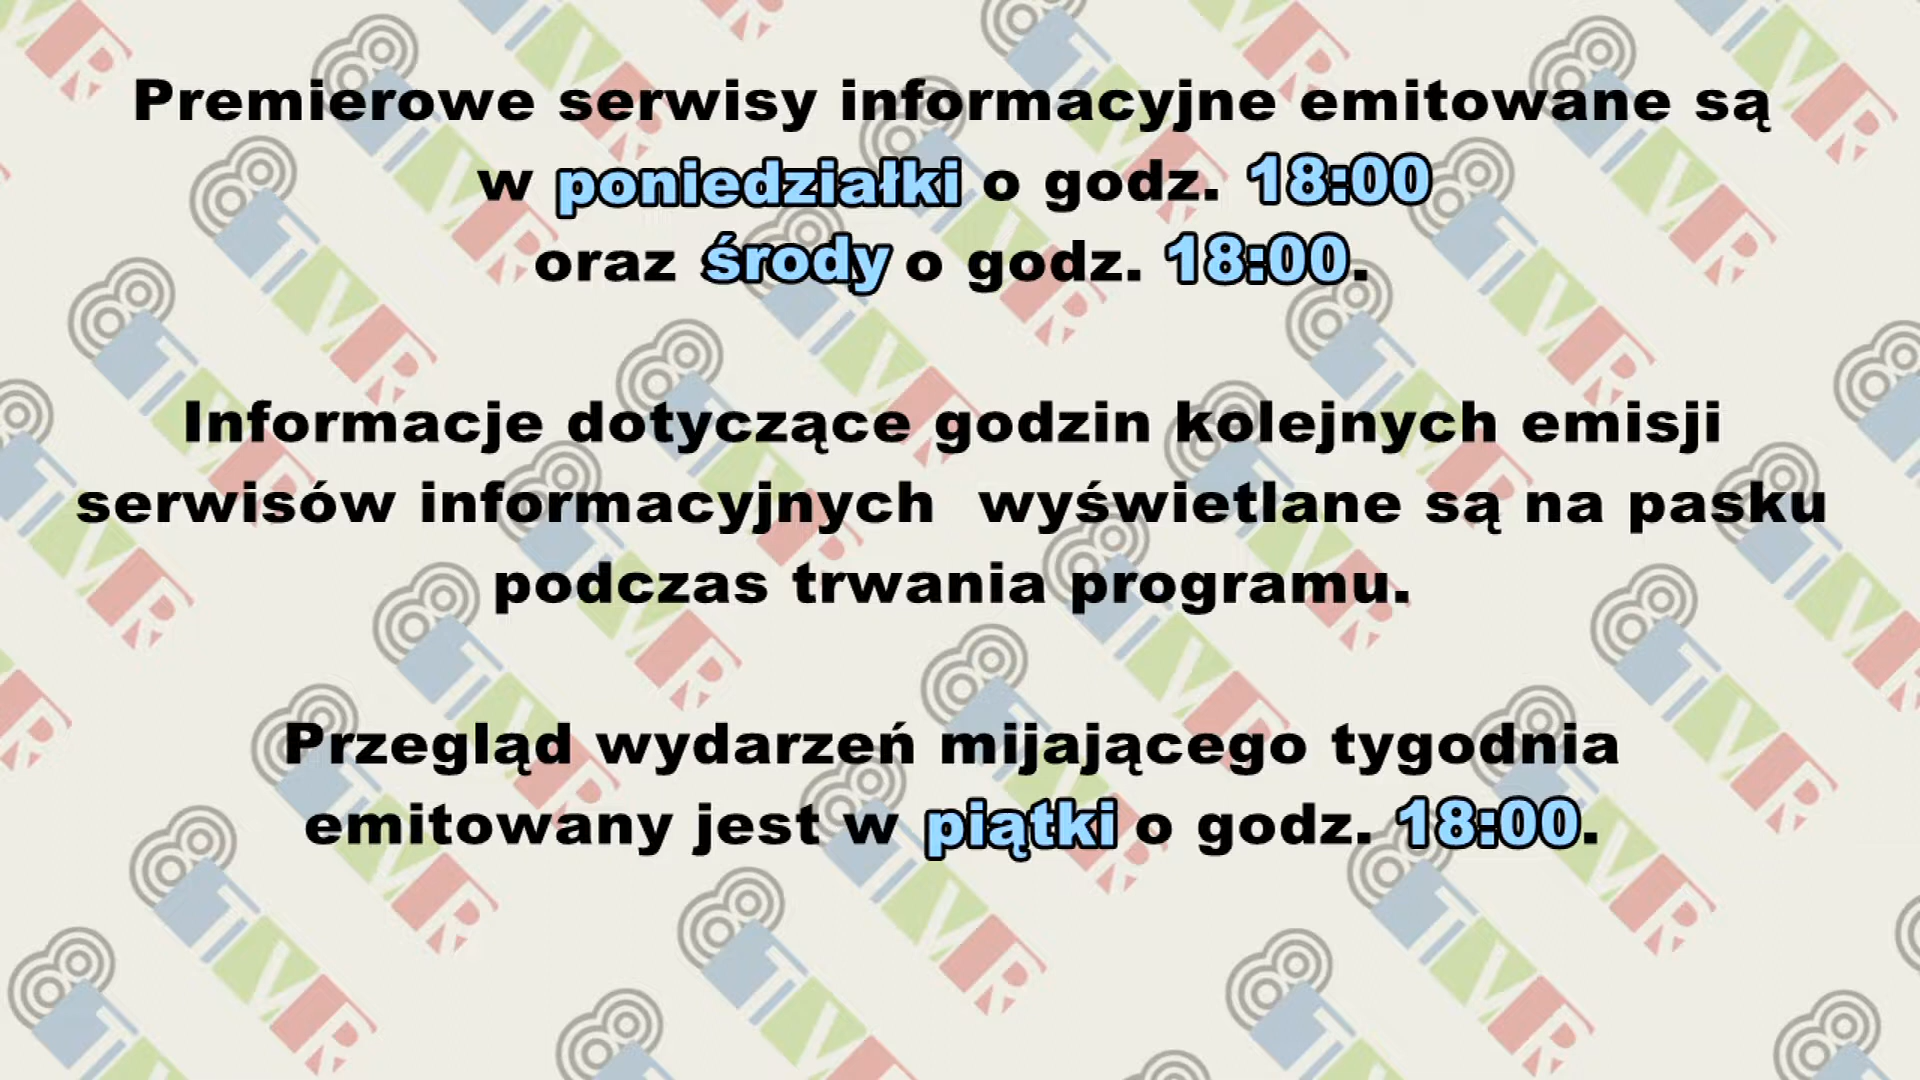 Premierowe serwisy informacyjne emitowane są
w poniedziałki o godz. 18:00
oraz środy o godz. 18:00.
Informacje dotyczące godzin kolejnych emisji
serwisów informacyjnych wyświetlane są na pasku
podczas trwania programu.
Przegląd wydarzeń mijającego tygodnia
emitowany jest w piątki o godz. 18:00.